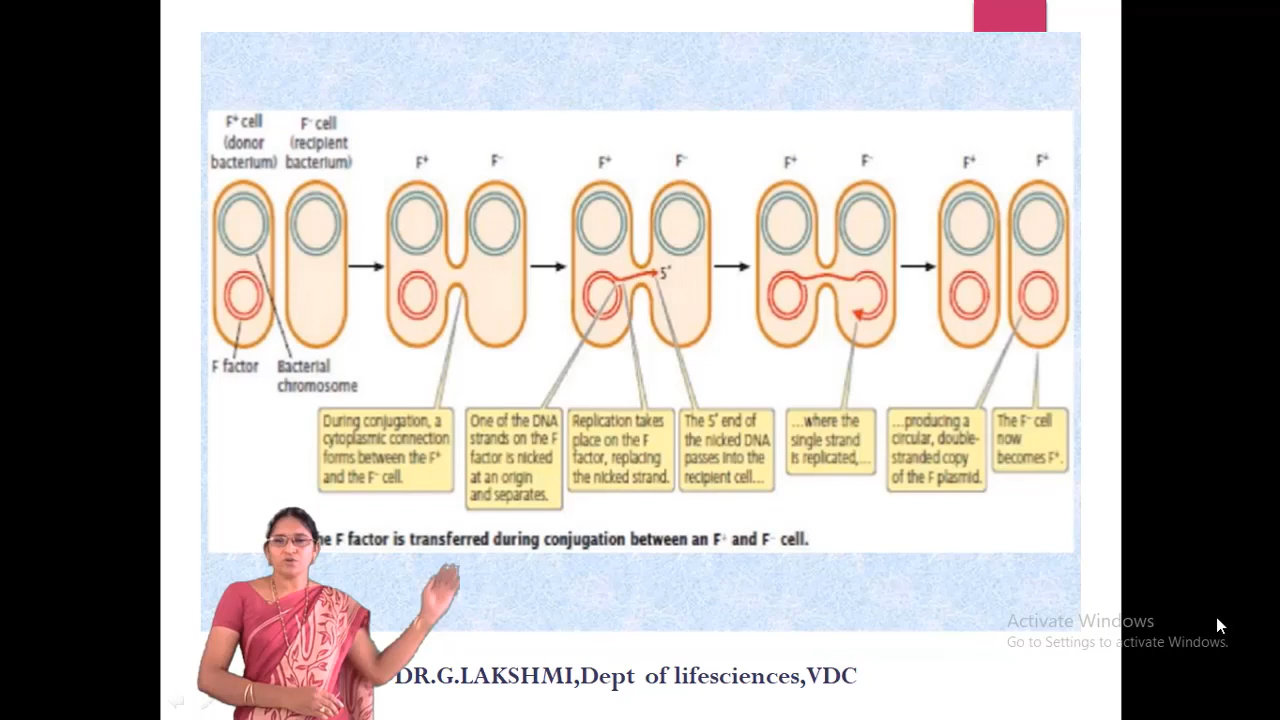 F⁺ cell
(donor
bacterium)
F⁻ cell
(recipient
bacterium)
F⁺
F⁻
F⁺
F⁻
F⁺
F⁻
F⁺
F⁺
5'
F factor
Bacterial
chromosome
During conjugation, a
cytoplasmic connection
forms between the F⁺
and the F⁻ cell.
One of the DNA
strands on the F
factor is nicked
at an origin
and separates.
Replication takes
place on the F
factor, replacing
the nicked strand.
The 5' end of
the nicked DNA
passes into the
recipient cell...
...where the
single strand
is replicated,...
...producing a
circular, double-
stranded copy
of the F plasmid.
The F⁻ cell
now
becomes F⁺.
he F factor is transferred during conjugation between an F⁺ and F⁻ cell.
Activate Windows
Go to Settings to activate Windows.
DR.G.LAKSHMI,Dept of lifesciences,VDC